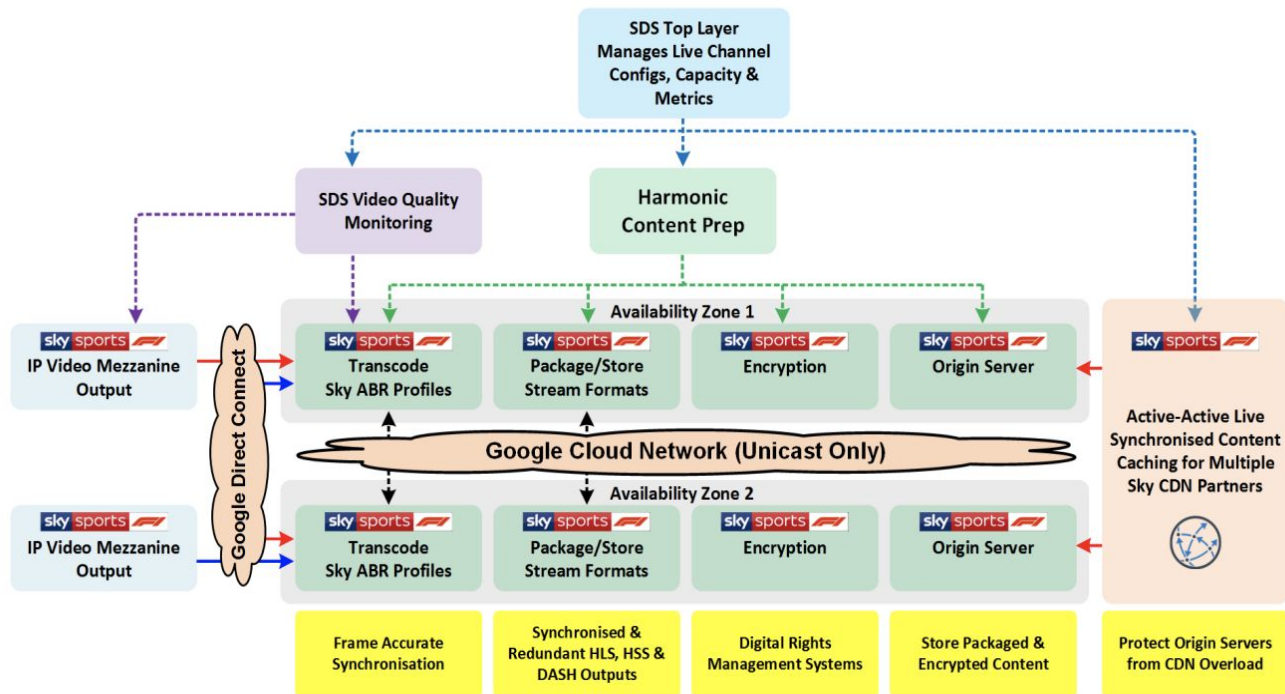 SDS Top Layer
Manages Live Channel
Configs, Capacity &
Metrics
SDS Video Quality
Monitoring
Harmonic
Content Prep
Availability Zone 1
sky sports F1
IP Video Mezzanine
Output
Google Direct Connect
sky sports F1
Transcode
Sky ABR Profiles
sky sports F1
Package/Store
Stream Formats
sky sports F1
Encryption
sky sports F1
Origin Server
sky sports F1
Active-Active Live
Synchronised Content
Caching for Multiple
Sky CDN Partners
Google Cloud Network (Unicast Only)
Availability Zone 2
sky sports F1
IP Video Mezzanine
Output
sky sports F1
Transcode
Sky ABR Profiles
sky sports F1
Package/Store
Stream Formats
sky sports F1
Encryption
sky sports F1
Origin Server
Frame Accurate
Synchronisation
Synchronised &
Redundant HLS, HSS &
DASH Outputs
Digital Rights
Management Systems
Store Packaged &
Encrypted Content
Protect Origin Servers
from CDN Overload